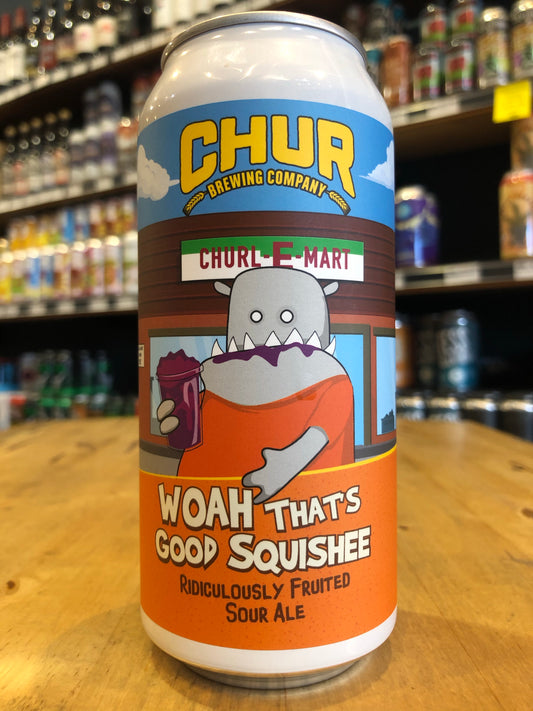 CHUR
BREWING COMPANY
CHURL-E-MART
WOAH THAT'S
GOOD SQUISHEE
RIDICULOUSLY FRUITED
SOUR ALE